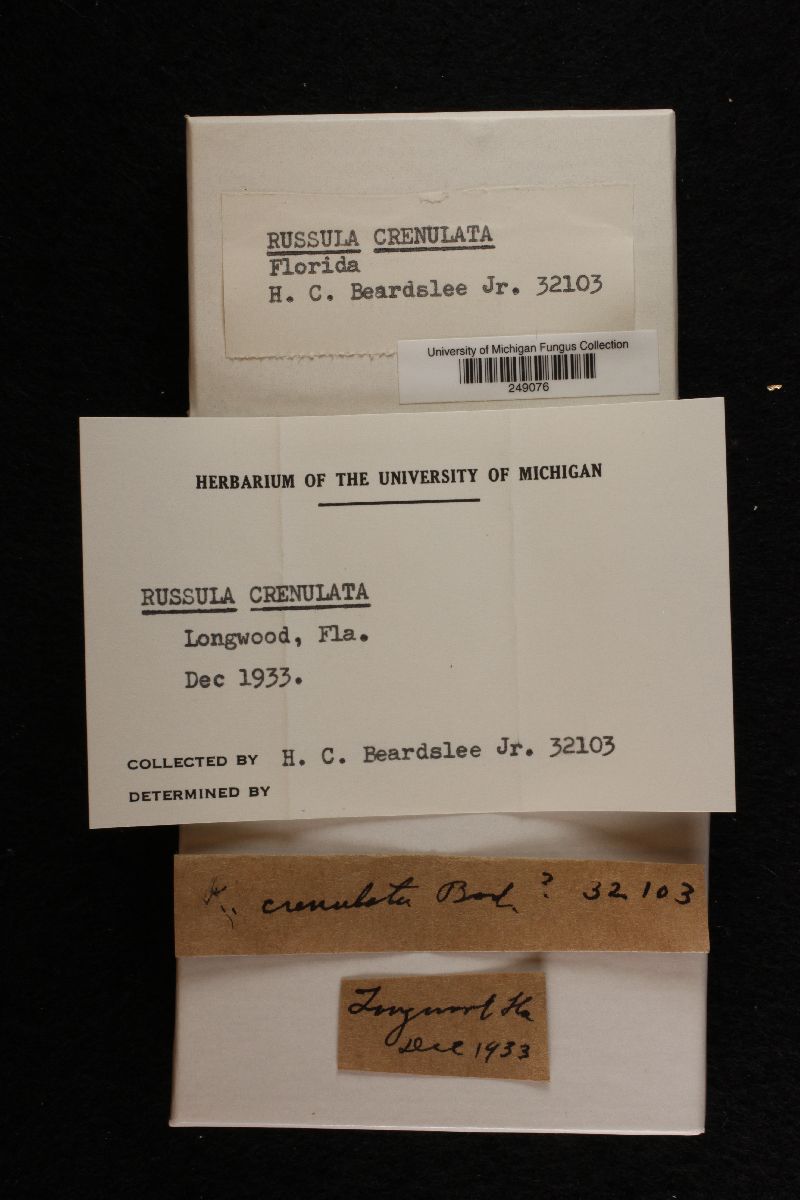 RUSSULA CRENULATA
Florida
H. C. Beardslee Jr. 32103
University of Michigan Fungus Collection
249076
HERBARIUM OF THE UNIVERSITY OF MICHIGAN
RUSSULA CRENULATA
Longwood, Fla.
Dec 1933.
COLLECTED BY H. C. Beardslee Jr. 32103
DETERMINED BY
crenulata ? 32103
Longwood Fla
Dec 1933